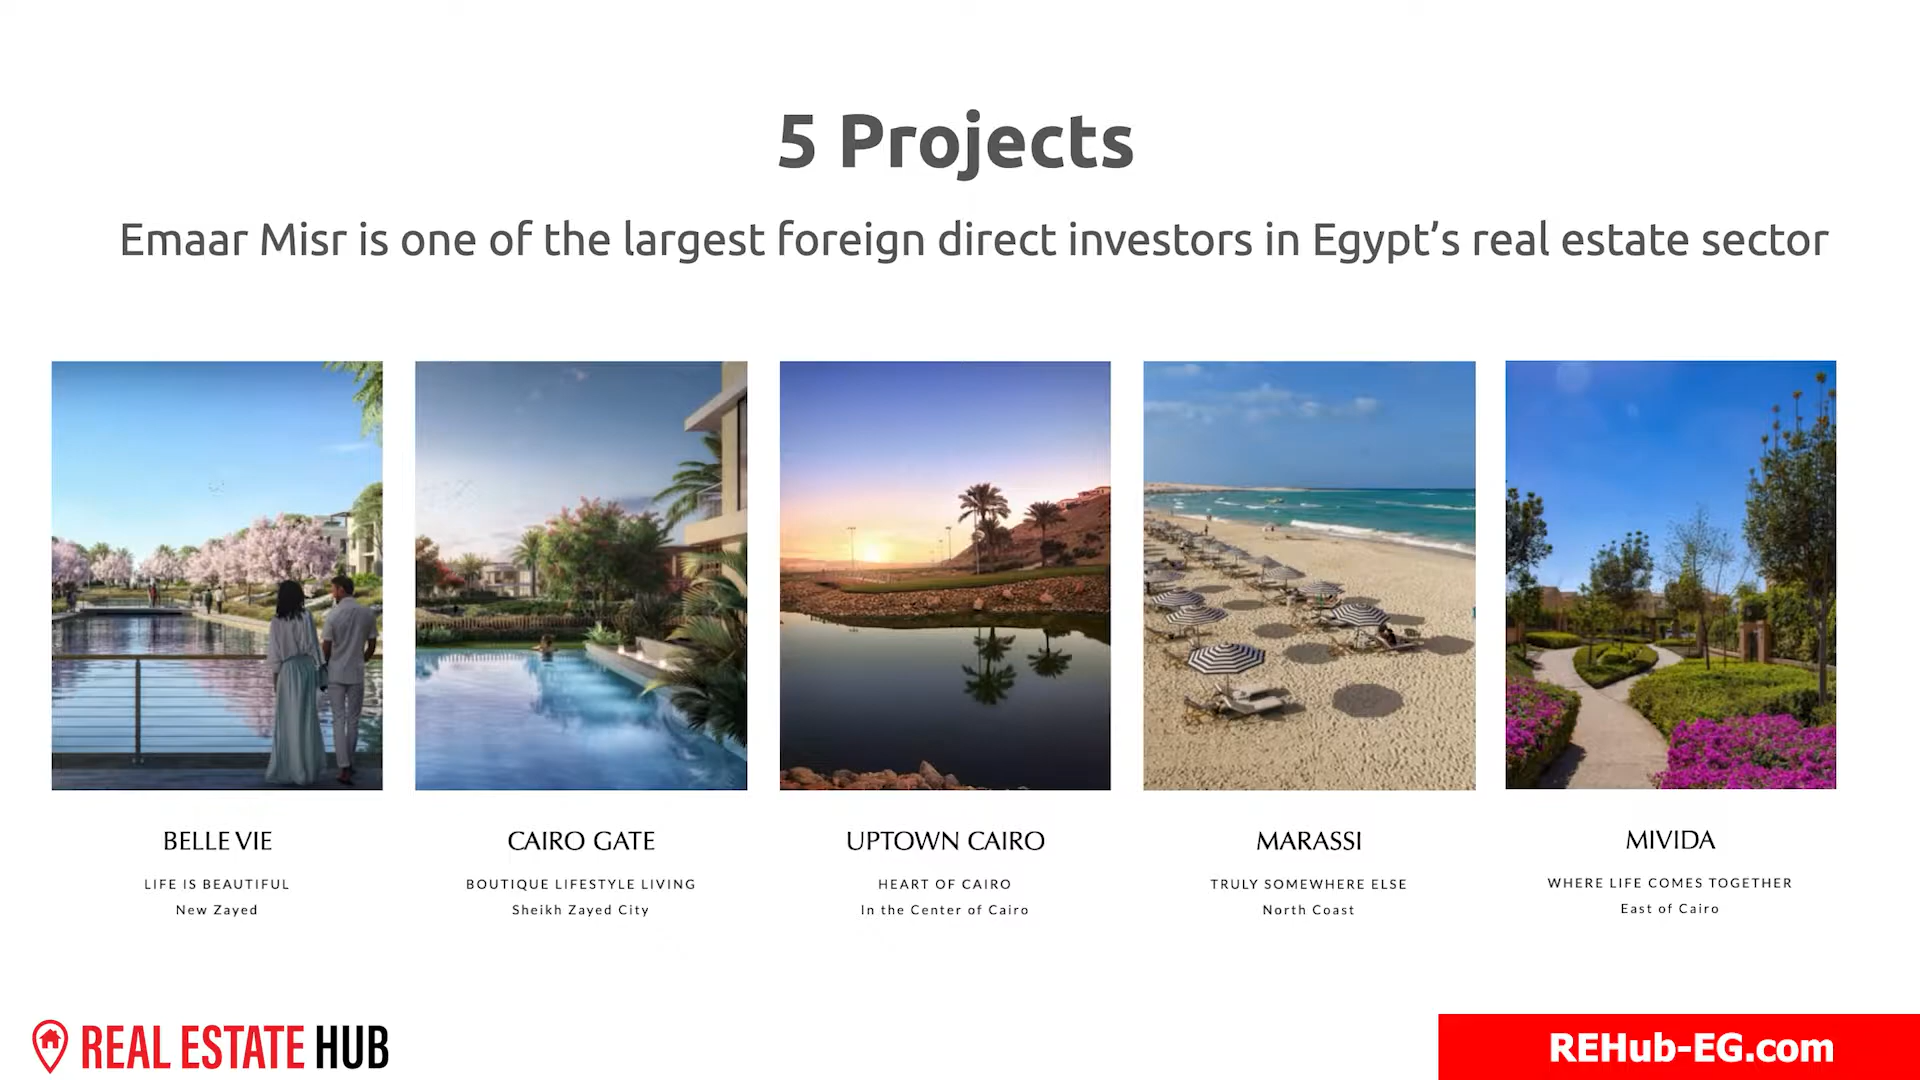 5 Projects
Emaar Misr is one of the largest foreign direct investors in Egypt’s real estate sector
BELLE VIE
LIFE IS BEAUTIFUL
New Zayed
CAIRO GATE
BOUTIQUE LIFESTYLE LIVING
Sheikh Zayed City
UPTOWN CAIRO
HEART OF CAIRO
In the Center of Cairo
MARASSI
TRULY SOMEWHERE ELSE
North Coast
MIVIDA
WHERE LIFE COMES TOGETHER
East of Cairo
REAL ESTATE HUB
REHub-EG.com